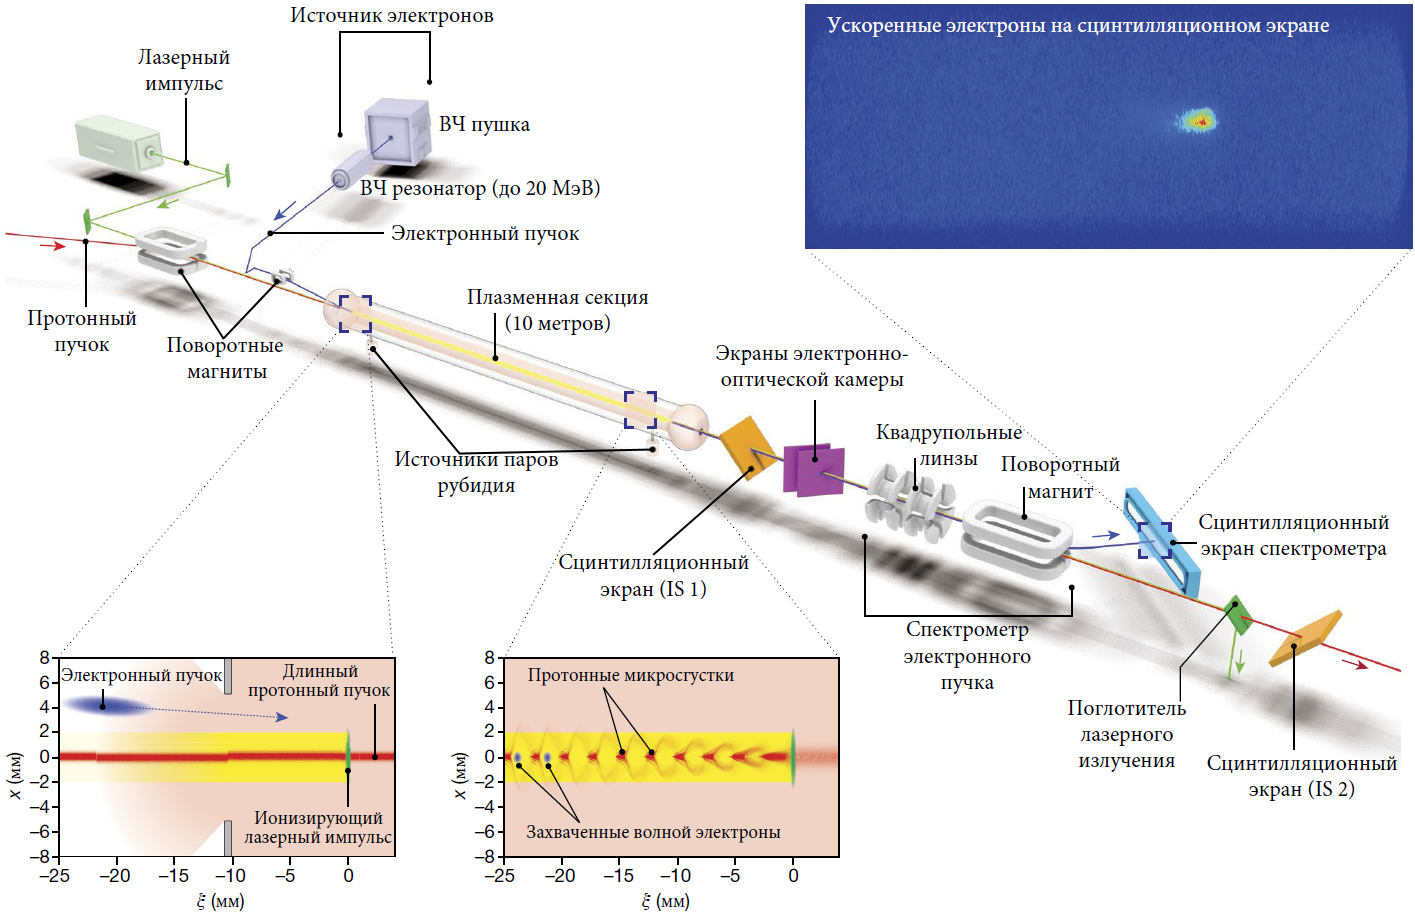 Источник электронов
Ускоренные электроны на сцинтилляционном экране
Лазерный
импульс
ВЧ пушка
ВЧ резонатор (до 20 МэВ)
Электронный пучок
Протонный
пучок
Поворотные
магниты
Плазменная секция
(10 метров)
Экраны электронно-
оптической камеры
Источники паров
рубидия
Квадрупольные
линзы
Поворотный
магнит
Сцинтилляционный
экран спектрометра
Сцинтилляционный
экран (IS 1)
Спектрометр
электронного
пучка
Поглотитель
лазерного
излучения
Сцинтилляционный
экран (IS 2)
8
6
4
2
0
−2
−4
−6
−8
x (мм)
Электронный пучок
Длинный
протонный пучок
Ионизирующий
лазерный импульс
−25 −20 −15 −10 −5 0
ξ (мм)
8
6
4
2
0
−2
−4
−6
−8
x (мм)
Протонные микросгустки
Захваченные волной электроны
−25 −20 −15 −10 −5 0
ξ (мм)